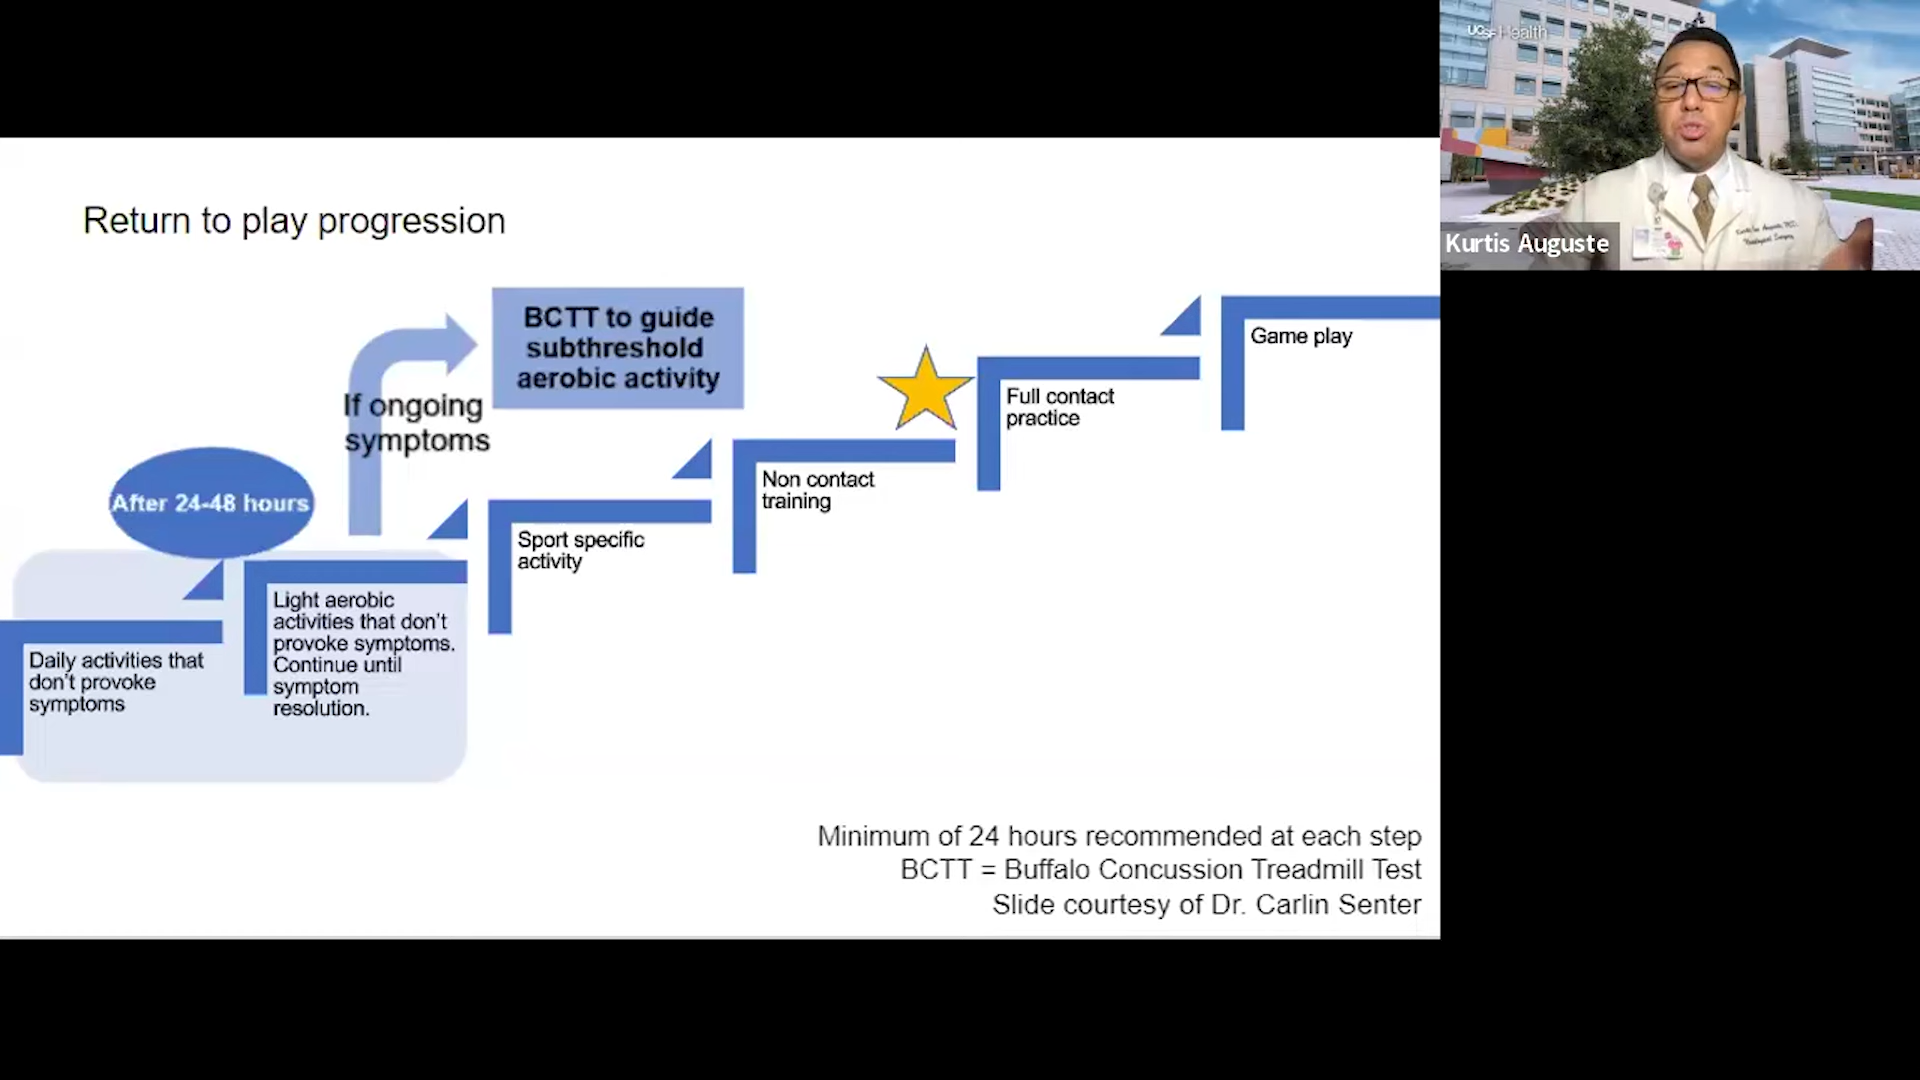 Return to play progression
BCTT to guide
subthreshold
aerobic activity
If ongoing
symptoms
After 24-48 hours
Daily activities that
don't provoke
symptoms
Light aerobic
activities that don't
provoke symptoms.
Continue until
symptom
resolution.
Sport specific
activity
Non contact
training
Full contact
practice
Game play
Minimum of 24 hours recommended at each step
BCTT = Buffalo Concussion Treadmill Test
Slide courtesy of Dr. Carlin Senter
UCSF Health
Kurtis Auguste